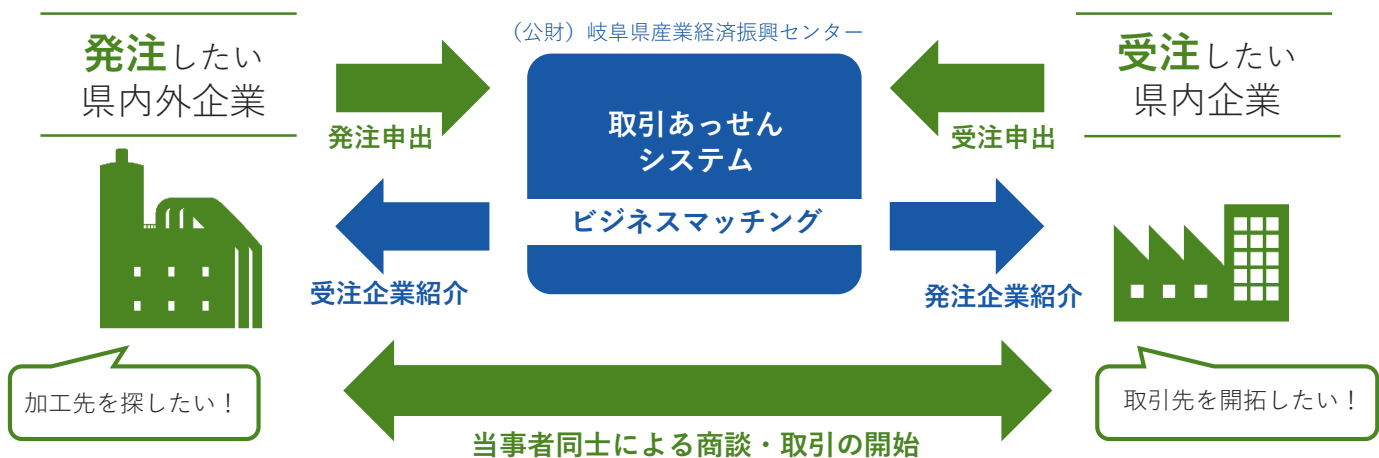 発注したい
県内外企業
発注申出
(公財)岐阜県産業経済振興センター
取引あっせん
システム
ビジネスマッチング
受注したい
県内企業
受注申出
受注企業紹介
発注企業紹介
加工先を探したい！
取引先を開拓したい！
当事者同士による商談・取引の開始